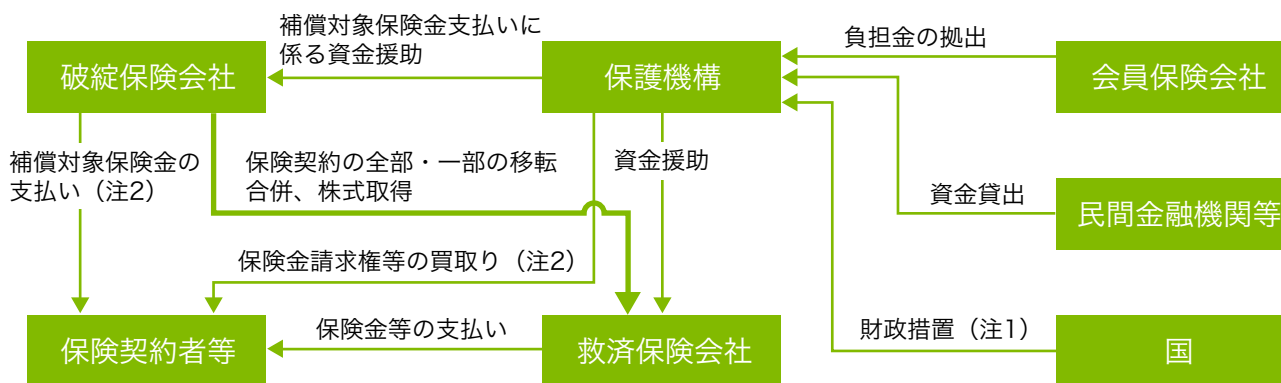 補償対象保険金支払いに
係る資金援助
負担金の拠出
破綻保険会社
保護機構
会員保険会社
補償対象保険金の
支払い（注2）
保険契約の全部・一部の移転
合併、株式取得
資金援助
資金貸出
民間金融機関等
保険金請求権等の買取り（注2）
保険契約者等
保険金等の支払い
救済保険会社
財政措置（注1）
国